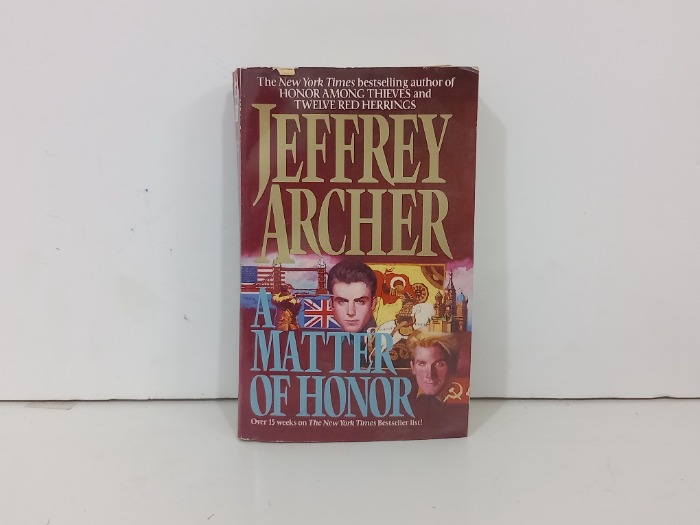 The New York Times bestselling author of
HONOR AMONG THIEVES and
TWELVE RED HERRINGS
JEFFREY
ARCHER
A
MATTER
OF HONOR
Over 15 weeks on The New York Times Bestseller list!